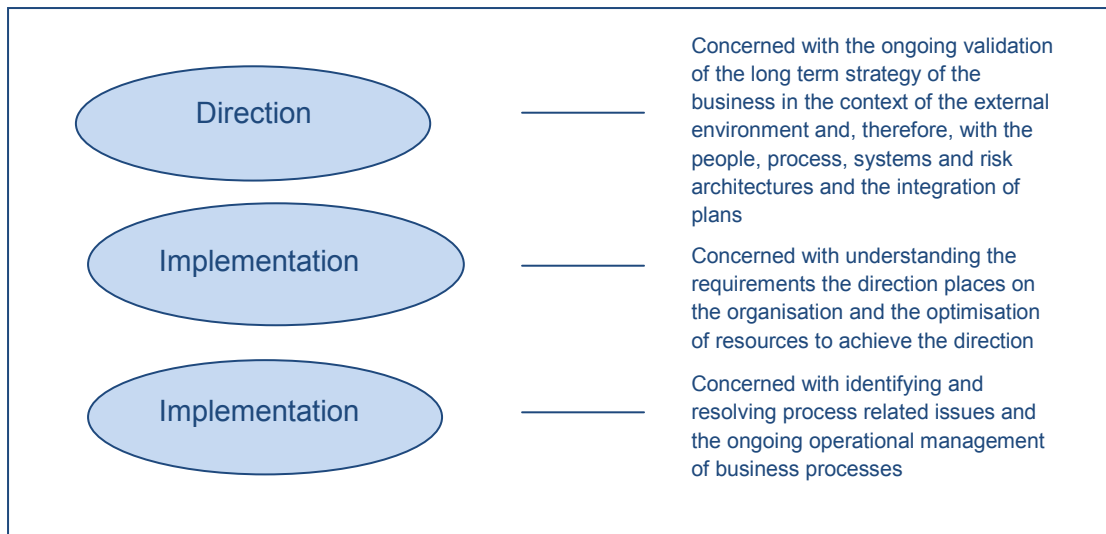 Direction
Concerned with the ongoing validation
of the long term strategy of the
business in the context of the external
environment and, therefore, with the
people, process, systems and risk
architectures and the integration of
plans
Implementation
Concerned with understanding the
requirements the direction places on
the organisation and the optimisation
of resources to achieve the direction
Implementation
Concerned with identifying and
resolving process related issues and
the ongoing operational management
of business processes